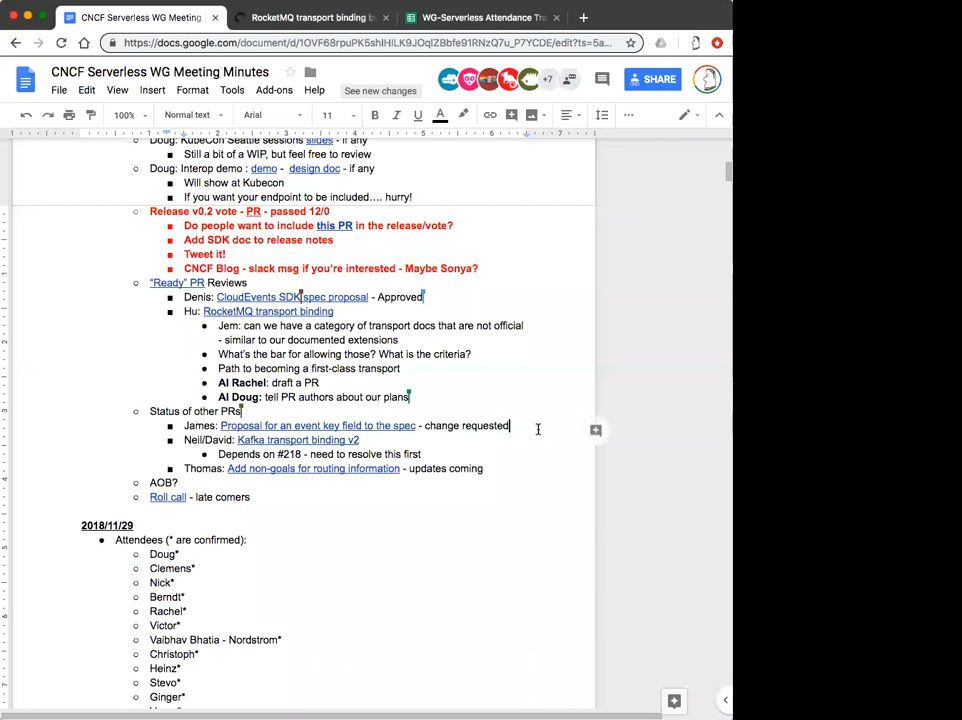 CNCF Serverless WG Meeting Minutes
RocketMQ transport binding b
WG-Serverless Attendance Tra
https://docs.google.com/document/d/1OVF68rpuPK5shIHILK9JOqlZBbfe91RNzQ7u_P7YCDE/edit?ts=5a...
CNCF Serverless WG Meeting Minutes
File Edit View Insert Format Tools Add-ons Help See new changes
+7
SHARE
100% Normal text Arial 11 B I U A
1 1 2 3 4 5 6 7
Doug: KubeCon Seattle sessions slides - if any
Still a bit of a WIP, but feel free to review
Doug: Interop demo : demo - design doc - if any
Will show at Kubecon
If you want your endpoint to be included…. hurry!
Release v0.2 vote - PR - passed 12/0
Do people want to include this PR in the release/vote?
Add SDK doc to release notes
Tweet it!
CNCF Blog - slack msg if you're interested - Maybe Sonya?
“Ready” PR Reviews
Denis: CloudEvents SDK spec proposal - Approved
Hu: RocketMQ transport binding
Jem: can we have a category of transport docs that are not official
- similar to our documented extensions
What's the bar for allowing those? What is the criteria?
Path to becoming a first-class transport
AI Rachel: draft a PR
AI Doug: tell PR authors about our plans
Status of other PRs
James: Proposal for an event key field to the spec - change requested
Neil/David: Kafka transport binding v2
Depends on #218 - need to resolve this first
Thomas: Add non-goals for routing information - updates coming
AOB?
Roll call - late comers
2018/11/29
Attendees (* are confirmed):
Doug*
Clemens*
Nick*
Berndt*
Rachel*
Victor*
Vaibhav Bhatia - Nordstrom*
Christoph*
Heinz*
Stevo*
Ginger*